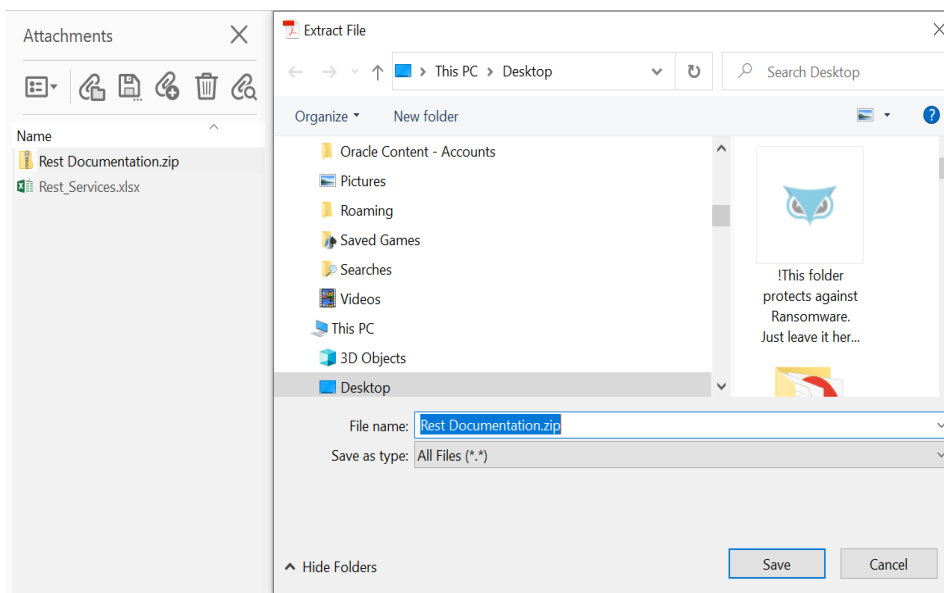 Attachments
Name
Rest Documentation.zip
Rest_Services.xlsx
Extract File
This PC > Desktop
Search Desktop
Organize
New folder
Oracle Content - Accounts
Pictures
Roaming
Saved Games
Searches
Videos
This PC
3D Objects
Desktop
!This folder
protects against
Ransomware.
Just leave it her...
File name: Rest Documentation.zip
Save as type: All Files (*.*)
Hide Folders
Save
Cancel